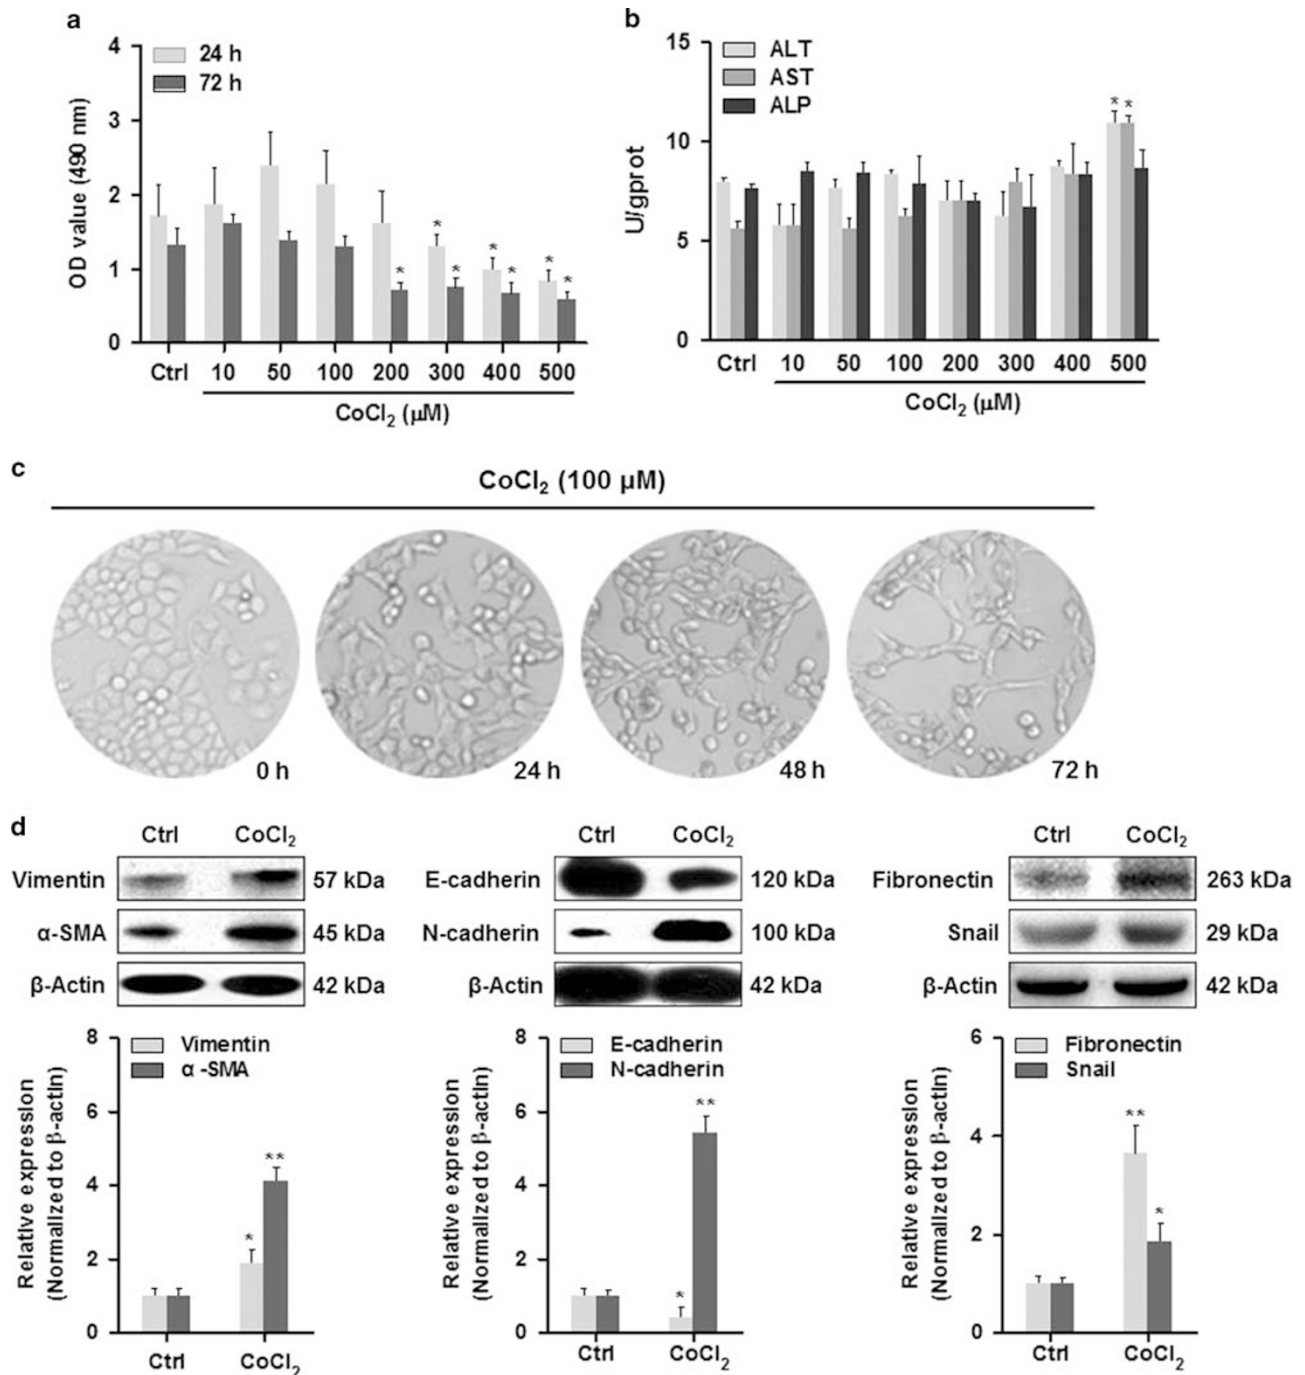 a
4
3
2
1
0
OD value (490 nm)
24 h
72 h
* * * * * * *
Ctrl 10 50 100 200 300 400 500
CoCl2 (μM)
b
15
10
5
0
U/gprot
ALT
AST
ALP
* *
Ctrl 10 50 100 200 300 400 500
CoCl2 (μM)
c
CoCl2 (100 μM)
0 h 24 h 48 h 72 h
d
Ctrl CoCl2
Vimentin 57 kDa
α-SMA 45 kDa
β-Actin 42 kDa
8
6
4
2
0
Relative expression
(Normalized to β-actin)
Vimentin
α -SMA
* **
Ctrl CoCl2
Ctrl CoCl2
E-cadherin 120 kDa
N-cadherin 100 kDa
β-Actin 42 kDa
8
6
4
2
0
Relative expression
(Normalized to β-actin)
E-cadherin
N-cadherin
* **
Ctrl CoCl2
Ctrl CoCl2
Fibronectin 263 kDa
Snail 29 kDa
β-Actin 42 kDa
6
4
2
0
Relative expression
(Normalized to β-actin)
Fibronectin
Snail
** *
Ctrl CoCl2